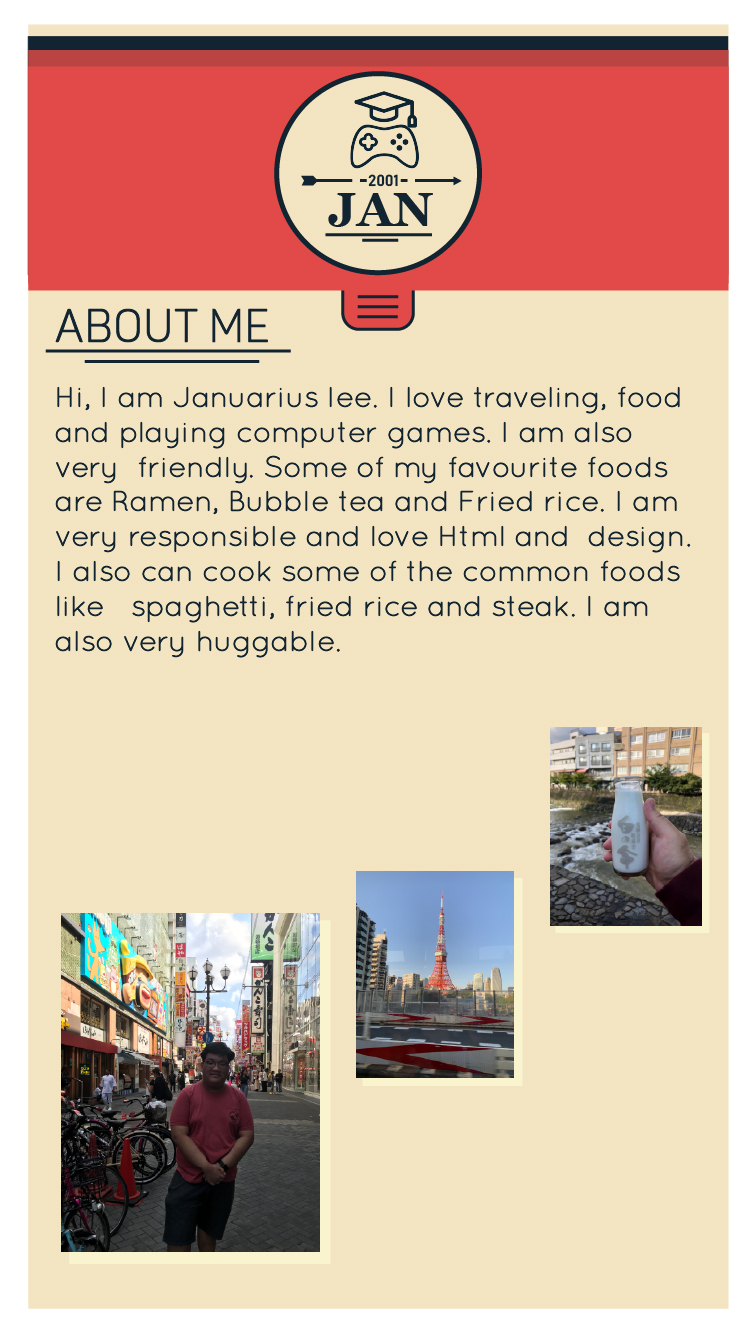 -2001-
JAN
ABOUT ME
Hi, I am Januarius lee. I love traveling, food
and playing computer games. I am also
very  friendly. Some of my favourite foods
are Ramen, Bubble tea and Fried rice. I am
very responsible and love Html and  design.
I also can cook some of the common foods
like   spaghetti, fried rice and steak. I am
also very huggable.